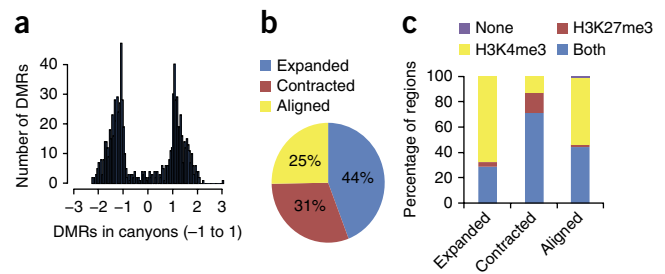 a
Number of DMRs
40
30
20
10
0
−3 −2 −1 0 1 2 3
DMRs in canyons (−1 to 1)
b
Expanded
Contracted
Aligned
25%
44%
31%
c
None
H3K27me3
H3K4me3
Both
Percentage of regions
100
80
60
40
20
0
Expanded
Contracted
Aligned